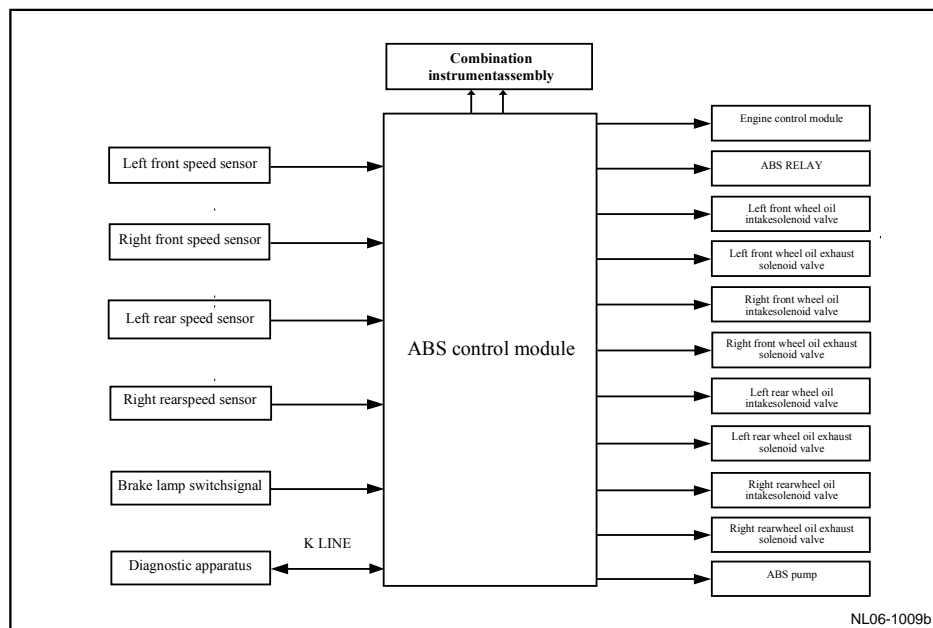 Combination
instrumentassembly
Left front speed sensor
Right front speed sensor
Left rear speed sensor
Right rearspeed sensor
Brake lamp switchsignal
K LINE
Diagnostic apparatus
ABS control module
Engine control module
ABS RELAY
Left front wheel oil
intakesolenoid valve
Left front wheel oil exhaust
solenoid valve
Right front wheel oil
intakesolenoid valve
Right front wheel oil exhaust
solenoid valve
Left rear wheel oil
intakesolenoid valve
Left rear wheel oil exhaust
solenoid valve
Right rearwheel oil
intakesolenoid valve
Right rearwheel oil exhaust
solenoid valve
ABS pump
NL06-1009b